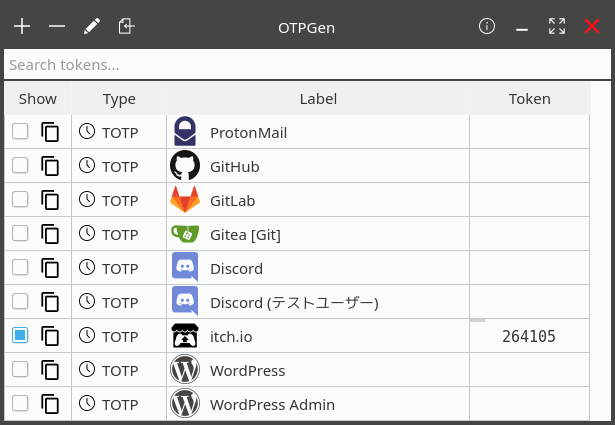 OTPGen
Search tokens...
Show Type Label Token
TOTP ProtonMail
TOTP GitHub
TOTP GitLab
TOTP Gitea [Git]
TOTP Discord
TOTP Discord (テストユーザー)
TOTP itch.io 264105
TOTP WordPress
TOTP WordPress Admin